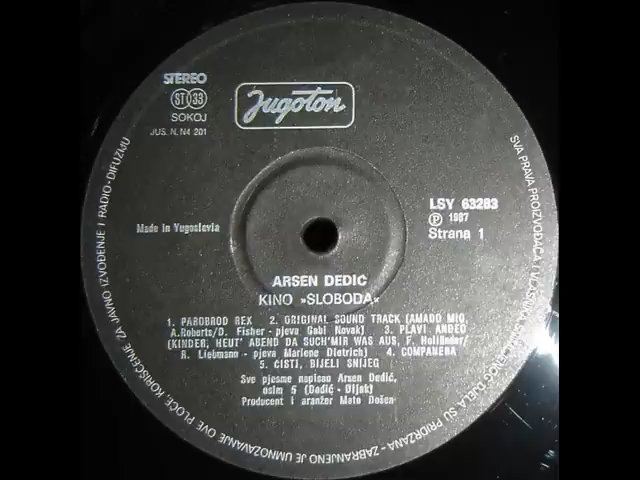 STEREO
ST 33
SOKOJ
JUS. N. N4 201
Jugoton
Made in Yugoslavia
LSY 63283
Ⓟ 1987
Strana 1
ARSEN DEDIĆ
KINO »SLOBODA«
1. PAROBROD REX 2. ORIGINAL SOUND TRACK (AMADO MIO,
A.Roberts/D. Fisher - pjeva Gabi Novak) 3. PLAVI ANĐEO
(KINDER, HEUT' ABEND DA SUCH'MIR WAS AUS, F. Hollander/
R. Liebmann - pjeva Marlene Dietrich) 4. COMPANERA
5. ČISTI, BIJELI SNIJEG
Sve pjesme napisao Arsen Dedić,
osim 5 (Dedić - Dijak)
Producent i aranžer Mato Došen
SVA PRAVA PROIZVOĐAČA I VLASNIKA SNIMLJENOG DJELA SU PRIDRŽANA - ZABRANJENO JE UMNOŽAVANJE OVE PLOČE, KORIŠĆENJE ZA JAVNO IZVOĐENJE I RADIO-DIFUZIJU